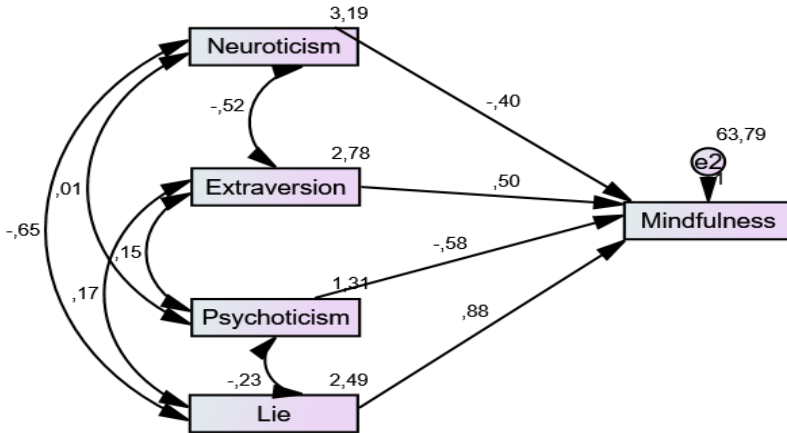 3,19
Neuroticism
-,52
-,40
63,79
e2
1
2,78
Extraversion
,50
,01
-,65
Mindfulness
,15
-,58
,17
1,31
Psychoticism
,88
-,23
2,49
Lie